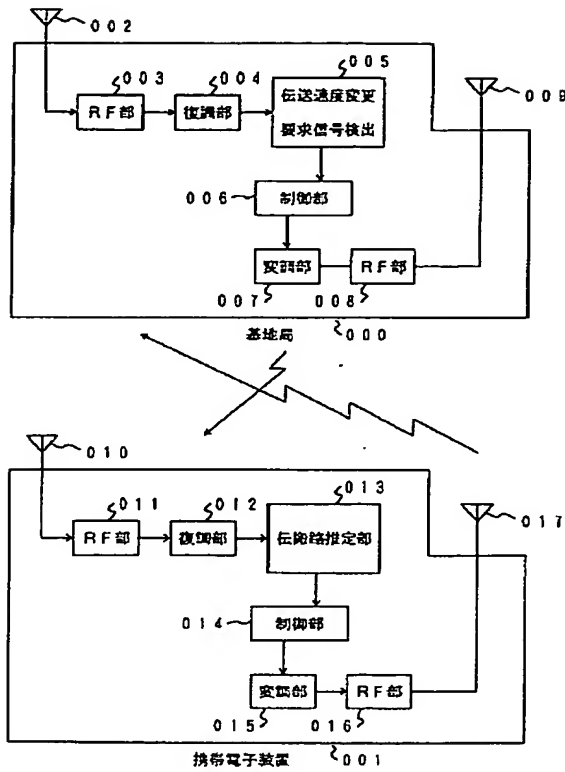 002
003 004 005
009
RF部 復調部 伝送速度変更
要求信号検出
006 制御部
変調部 RF部
007 008
基地局 000
010
011 012 013
017
RF部 復調部 伝搬路推定部
014 制御部
変調部 RF部
015 016
携帯電子装置 001